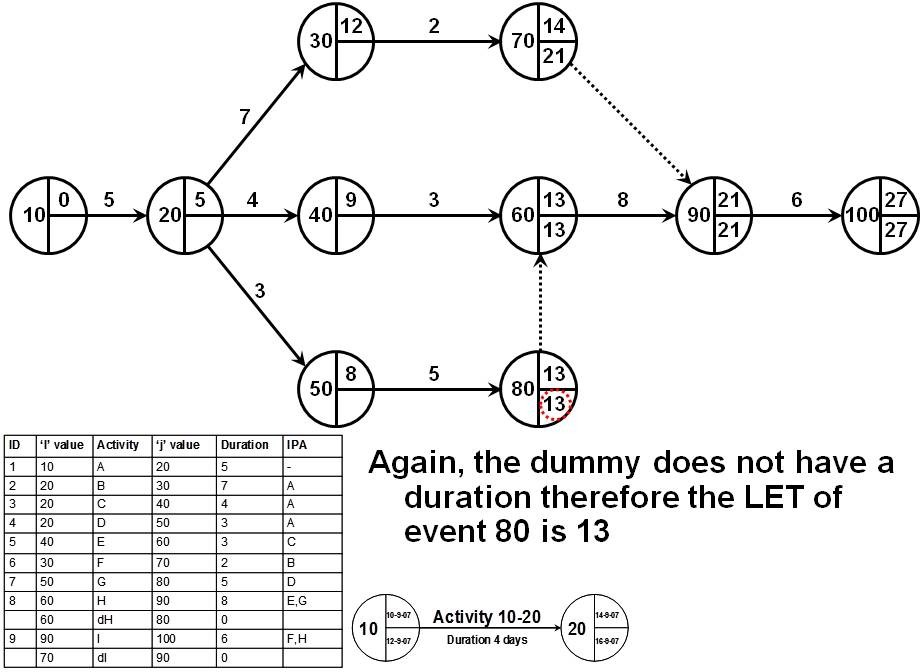 12
2
14
30
70
21
7
0
5
5
4
9
3
13
8
21
6
27
10
20
40
60
13
90
21
100
27
3
8
5
13
50
80
13
ID ‘I’ value Activity ‘j’ value Duration IPA
1 10 A 20 5 -
2 20 B 30 7 A
3 20 C 40 4 A
4 20 D 50 3 A
5 40 E 60 3 C
6 30 F 70 2 B
7 50 G 80 5 D
8 60 H 90 8 E,G
60 dH 80 0
9 90 I 100 6 F,H
70 dI 90 0
Again, the dummy does not have a
duration therefore the LET of
event 80 is 13
10
10-9-07
12-9-07
Activity 10-20
Duration 4 days
20
14-9-07
16-9-07